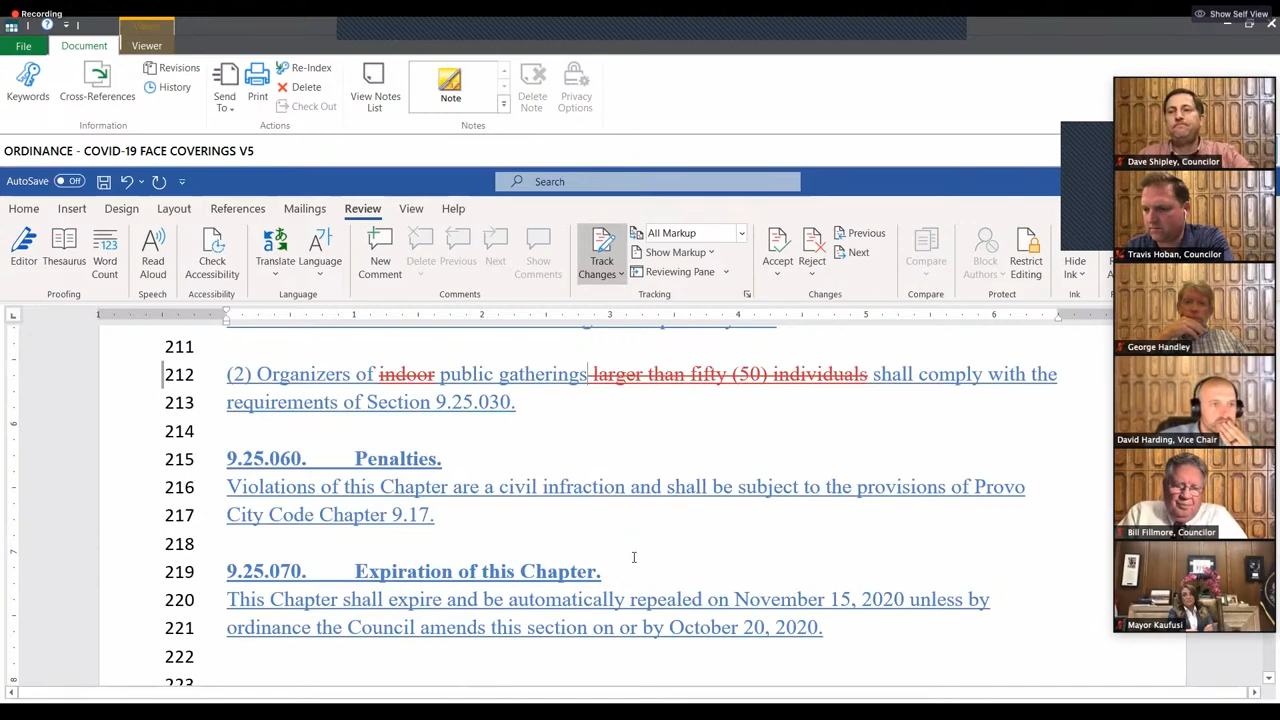 Recording
Show Self View
File
Document
Viewer
Keywords
Cross-References
Revisions
History
Information
Send To
Print
Re-Index
Delete
Check Out
Actions
View Notes List
Note
Delete Note
Privacy Options
Notes
ORDINANCE - COVID-19 FACE COVERINGS V5
AutoSave Off
Search
Home Insert Design Layout References Mailings Review View Help
Editor
Thesaurus
Word Count
Proofing
Read Aloud
Speech
Check Accessibility
Accessibility
Translate
Language
Language
New Comment
Delete
Previous
Next
Show Comments
Comments
Track Changes
All Markup
Show Markup
Reviewing Pane
Tracking
Accept
Reject
Previous
Next
Changes
Compare
Compare
Block Authors
Restrict Editing
Protect
Hide Ink
Ink
1 1 2 3 4 5 6
211
212 (2) Organizers of indoor public gatherings larger than fifty (50) individuals shall comply with the
213 requirements of Section 9.25.030.
214
215 9.25.060. Penalties.
216 Violations of this Chapter are a civil infraction and shall be subject to the provisions of Provo
217 City Code Chapter 9.17.
218
219 9.25.070. Expiration of this Chapter.
220 This Chapter shall expire and be automatically repealed on November 15, 2020 unless by
221 ordinance the Council amends this section on or by October 20, 2020.
222
223
Dave Shipley, Councilor
Travis Hoban, Councilor
George Handley
David Harding, Vice Chair
Bill Fillmore, Councilor
Mayor Kaufusi